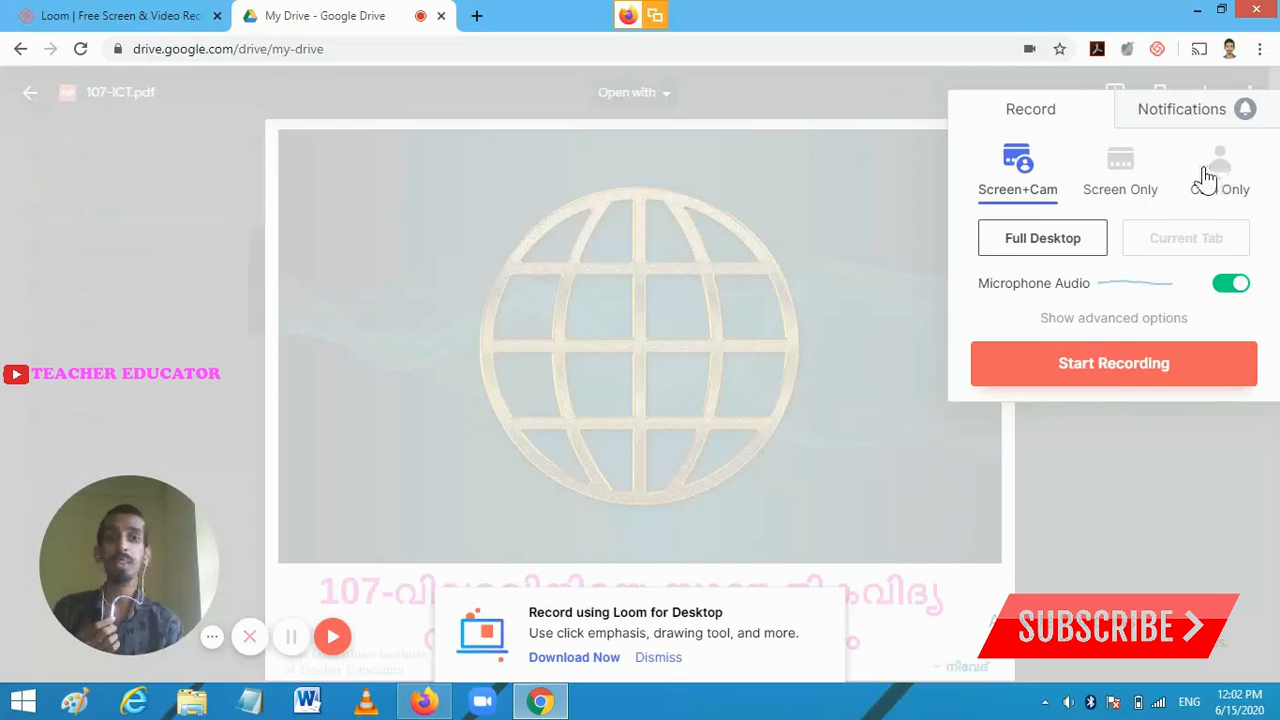 Loom | Free Screen & Video Rec
My Drive - Google Drive
drive.google.com/drive/my-drive
107-ICT.pdf
Open with
Record
Notifications
Screen+Cam
Screen Only
Only
Full Desktop
Current Tab
Microphone Audio
Show advanced options
Start Recording
TEACHER EDUCATOR
Record using Loom for Desktop
Use click emphasis, drawing tool, and more.
Download Now
Dismiss
SUBSCRIBE
ENG
12:02 PM
6/15/2020